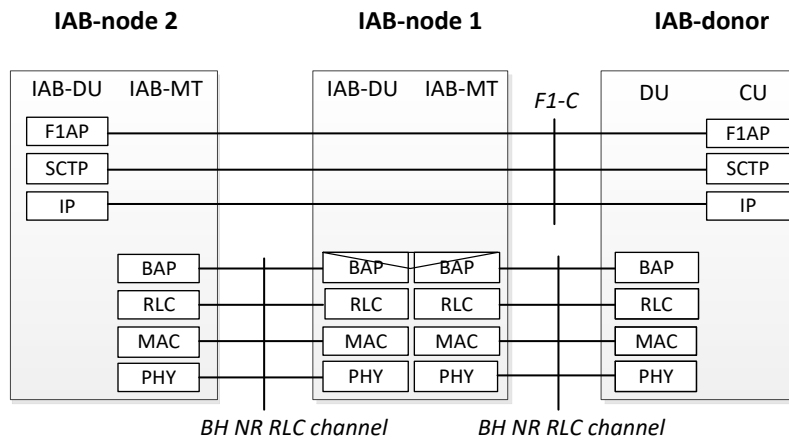 IAB-node 2 IAB-node 1 IAB-donor
IAB-DU IAB-MT IAB-DU IAB-MT F1-C DU CU
F1AP F1AP
SCTP SCTP
IP IP
BAP BAP BAP BAP
RLC RLC RLC RLC
MAC MAC MAC MAC
PHY PHY PHY PHY
BH NR RLC channel BH NR RLC channel